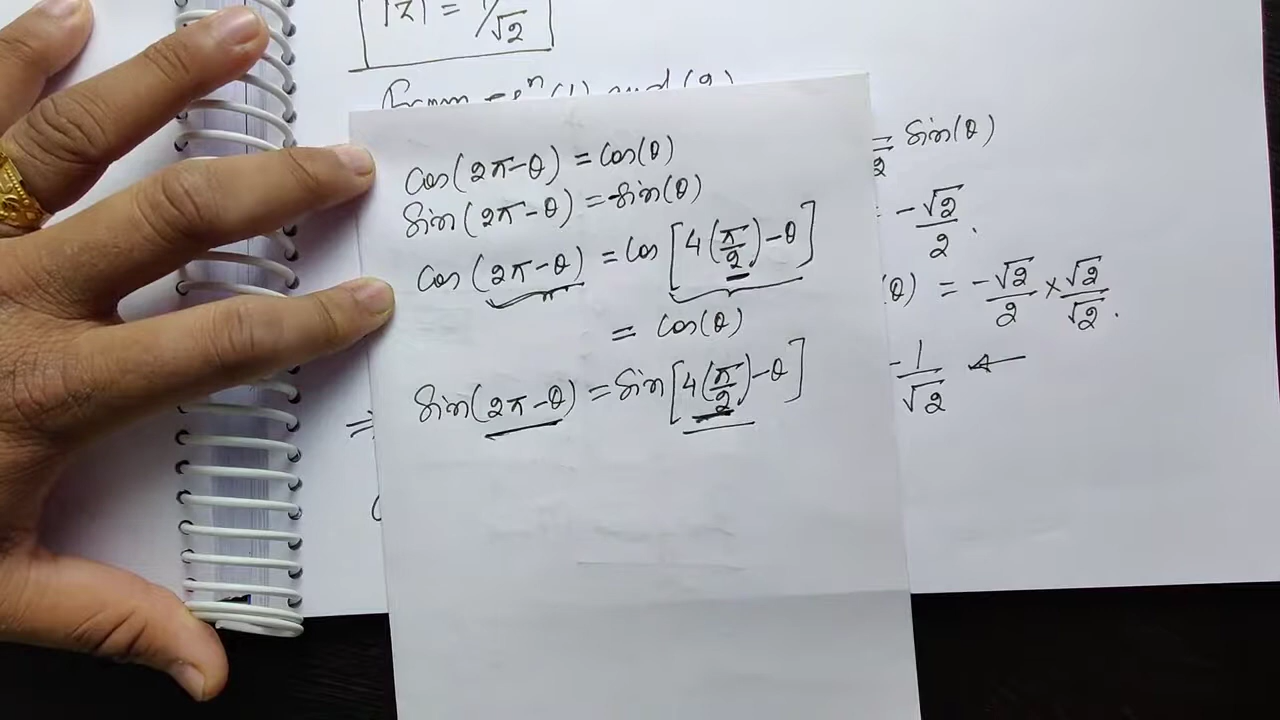 |Z| = 1/√2
cos(2π-θ) = cos(θ)
sin(2π-θ) = -sin(θ)
cos(2π-θ) = cos[4(π/2)-θ]
= cos(θ)
sin(2π-θ) = sin[4(π/2)-θ]
sin(θ)
= -√2/2.
(θ) = -√2/2 × √2/√2.
-1/√2 ←
⇒